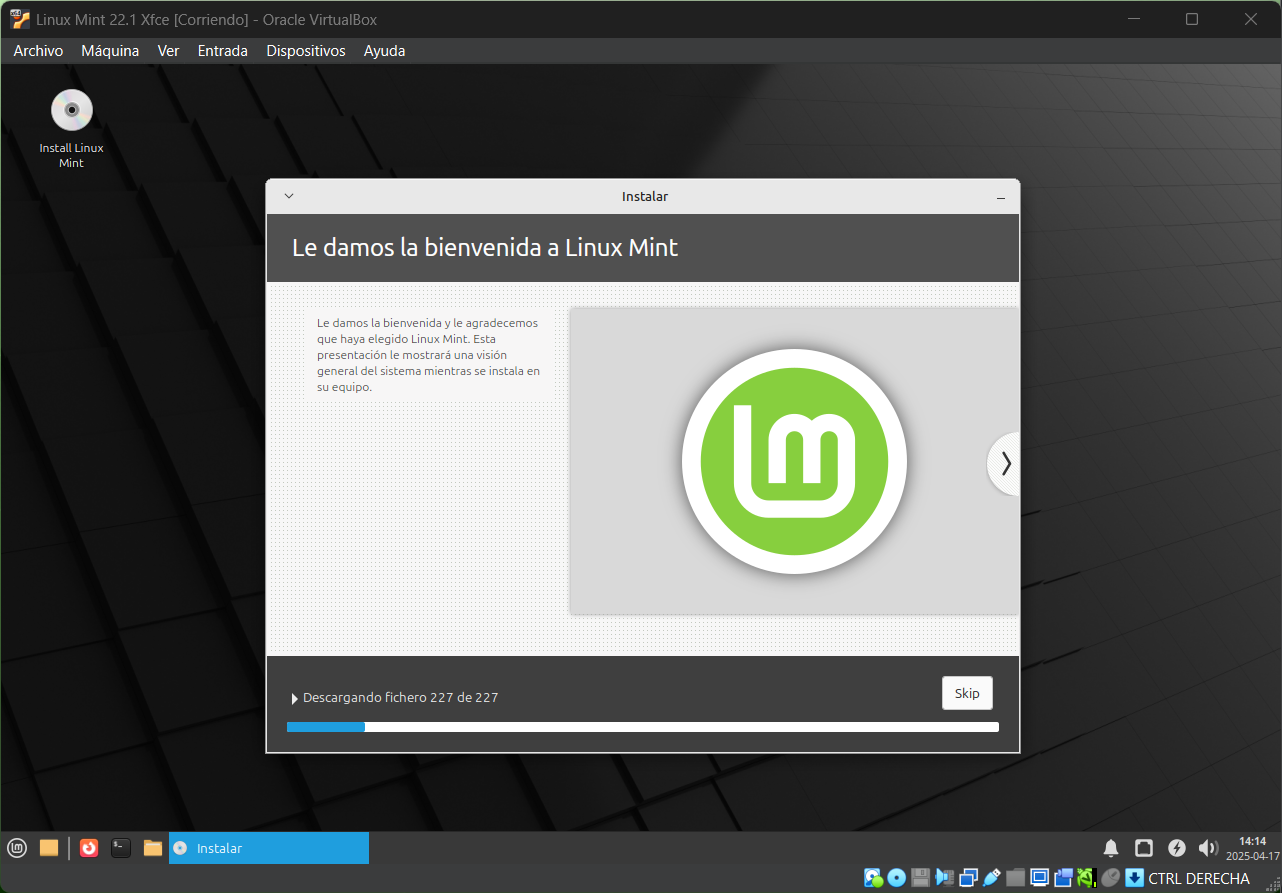 Linux Mint 22.1 Xfce [Corriendo] - Oracle VirtualBox
Archivo Máquina Ver Entrada Dispositivos Ayuda
Install Linux
Mint
Instalar
Le damos la bienvenida a Linux Mint
Le damos la bienvenida y le agradecemos
que haya elegido Linux Mint. Esta
presentación le mostrará una visión
general del sistema mientras se instala en
su equipo.
lm
Descargando fichero 227 de 227
Skip
Instalar
14:14
2025-04-17
CTRL DERECHA